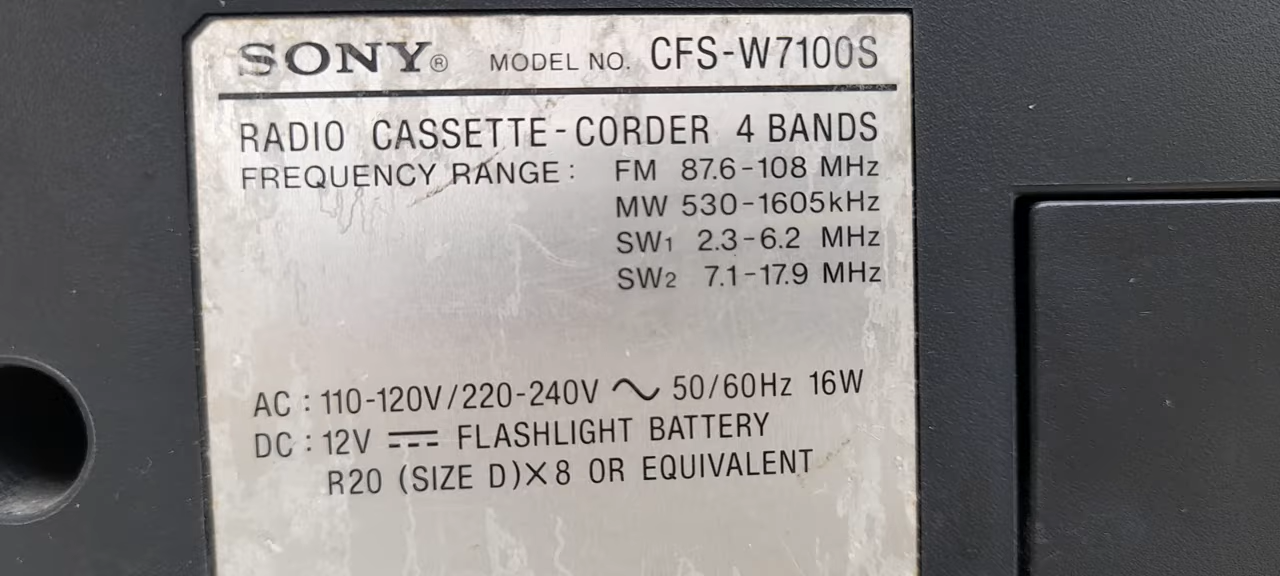 SONY® MODEL NO. CFS-W7100S
RADIO CASSETTE-CORDER 4 BANDS
FREQUENCY RANGE: FM 87.6-108 MHz
MW 530-1605kHz
SW1 2.3-6.2 MHz
SW2 7.1-17.9 MHz
AC : 110-120V/220-240V ～ 50/60Hz 16W
DC : 12V ⎓ FLASHLIGHT BATTERY
R20 (SIZE D)X8 OR EQUIVALENT